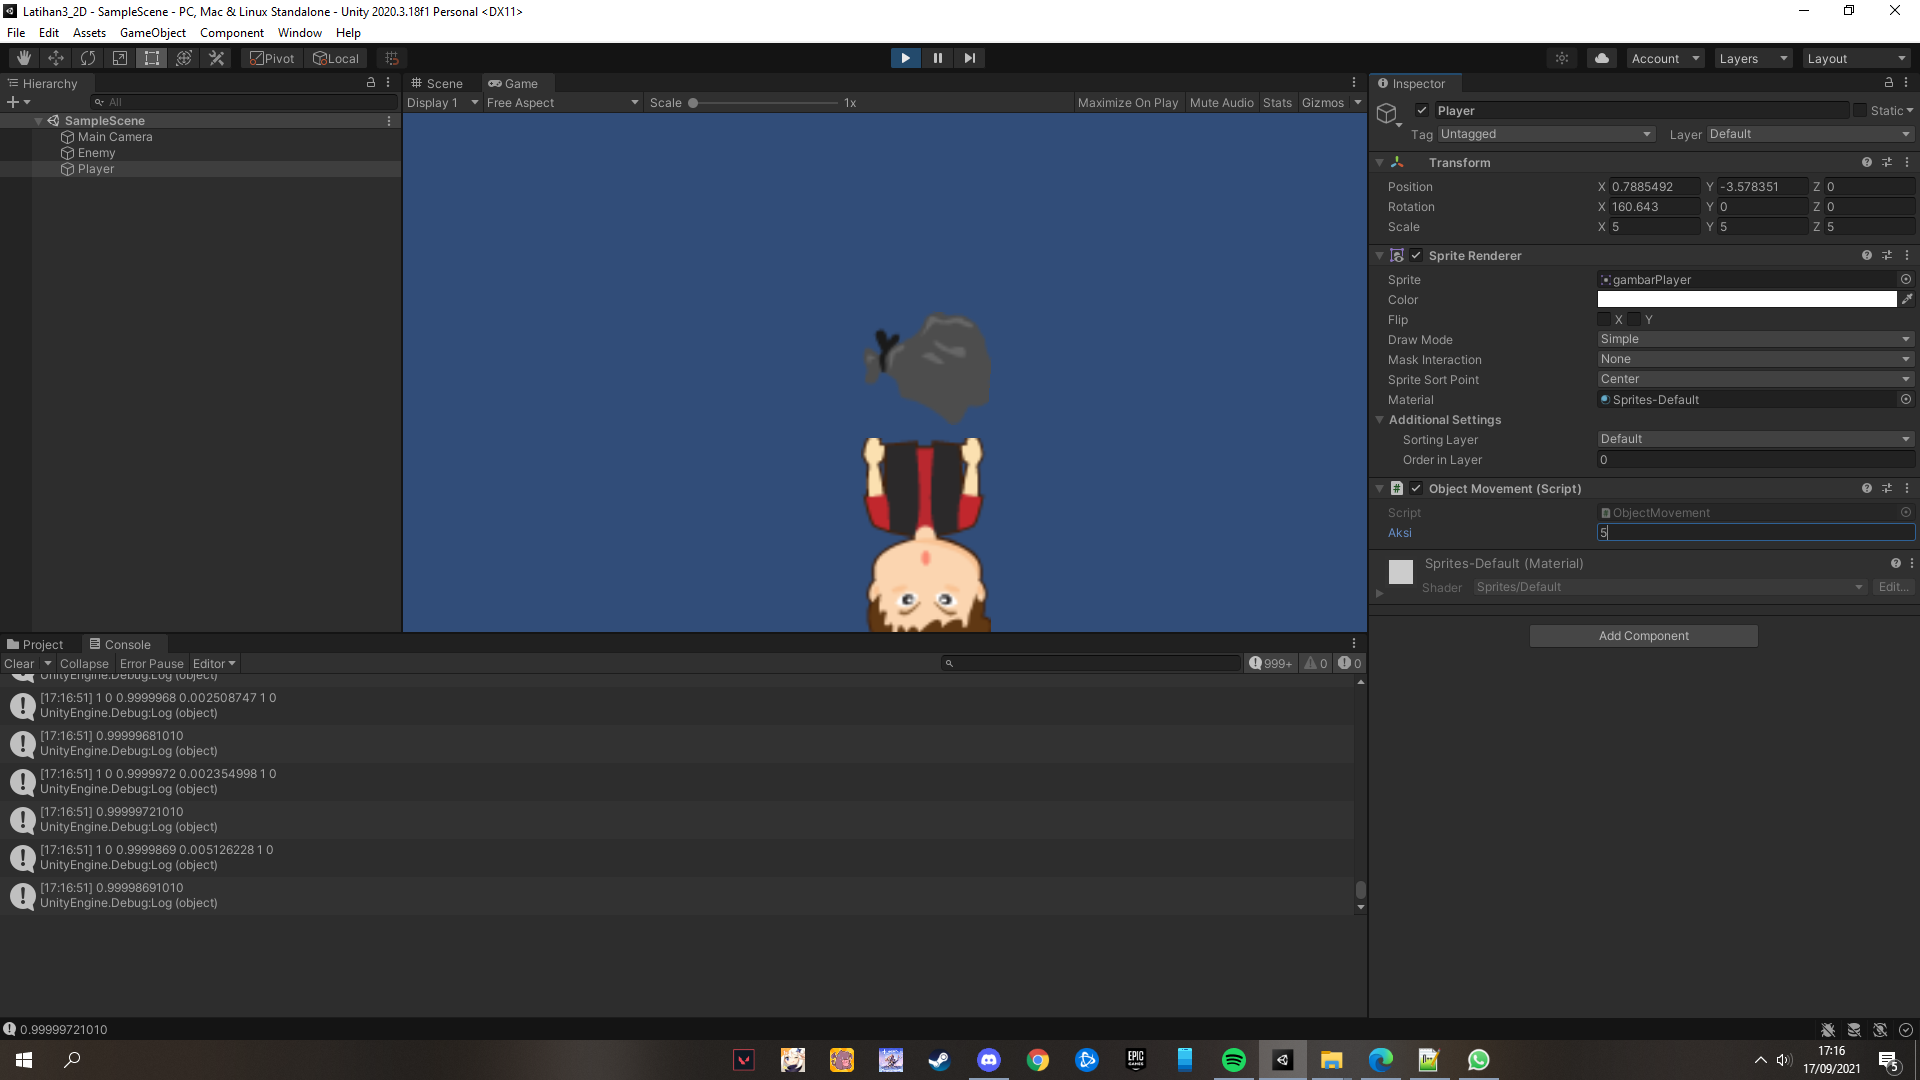 Latihan3_2D - SampleScene - PC, Mac & Linux Standalone - Unity 2020.3.18f1 Personal <DX11>
File Edit Assets GameObject Component Window Help
Pivot Local Account Layers Layout
Hierarchy
All
SampleScene
Main Camera
Enemy
Player
Scene Game
Display 1 Free Aspect Scale 1x Maximize On Play Mute Audio Stats Gizmos
Inspector
Player Static
Tag Untagged Layer Default
Transform
Position X 0.7885492 Y -3.578351 Z 0
Rotation X 160.643 Y 0 Z 0
Scale X 5 Y 5 Z 5
Sprite Renderer
Sprite gambarPlayer
Color
Flip X Y
Draw Mode Simple
Mask Interaction None
Sprite Sort Point Center
Material Sprites-Default
Additional Settings
Sorting Layer Default
Order in Layer 0
Object Movement (Script)
Script ObjectMovement
Aksi 5
Sprites-Default (Material)
Shader Sprites/Default Edit...
Add Component
Project Console
Clear Collapse Error Pause Editor 999+ 0 0
UnityEngine.Debug:Log (object)
[17:16:51] 1 0 0.9999968 0.002508747 1 0
UnityEngine.Debug:Log (object)
[17:16:51] 0.99999681010
UnityEngine.Debug:Log (object)
[17:16:51] 1 0 0.9999972 0.002354998 1 0
UnityEngine.Debug:Log (object)
[17:16:51] 0.99999721010
UnityEngine.Debug:Log (object)
[17:16:51] 1 0 0.9999869 0.005126228 1 0
UnityEngine.Debug:Log (object)
[17:16:51] 0.99998691010
UnityEngine.Debug:Log (object)
0.99999721010
EPIC
GAMES
17:16
17/09/2021
5